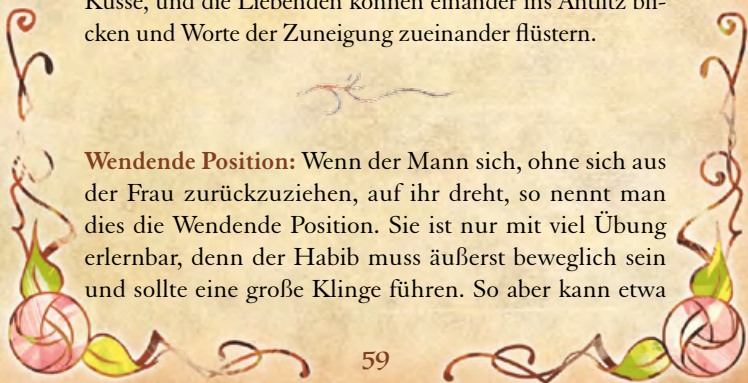 Küsse, und die Liebenden können einander ins Antlitz bli-
cken und Worte der Zuneigung zueinander flüstern.
Wendende Position: Wenn der Mann sich, ohne sich aus
der Frau zurückzuziehen, auf ihr dreht, so nennt man
dies die Wendende Position. Sie ist nur mit viel Übung
erlernbar, denn der Habib muss äußerst beweglich sein
und sollte eine große Klinge führen. So aber kann etwa
59